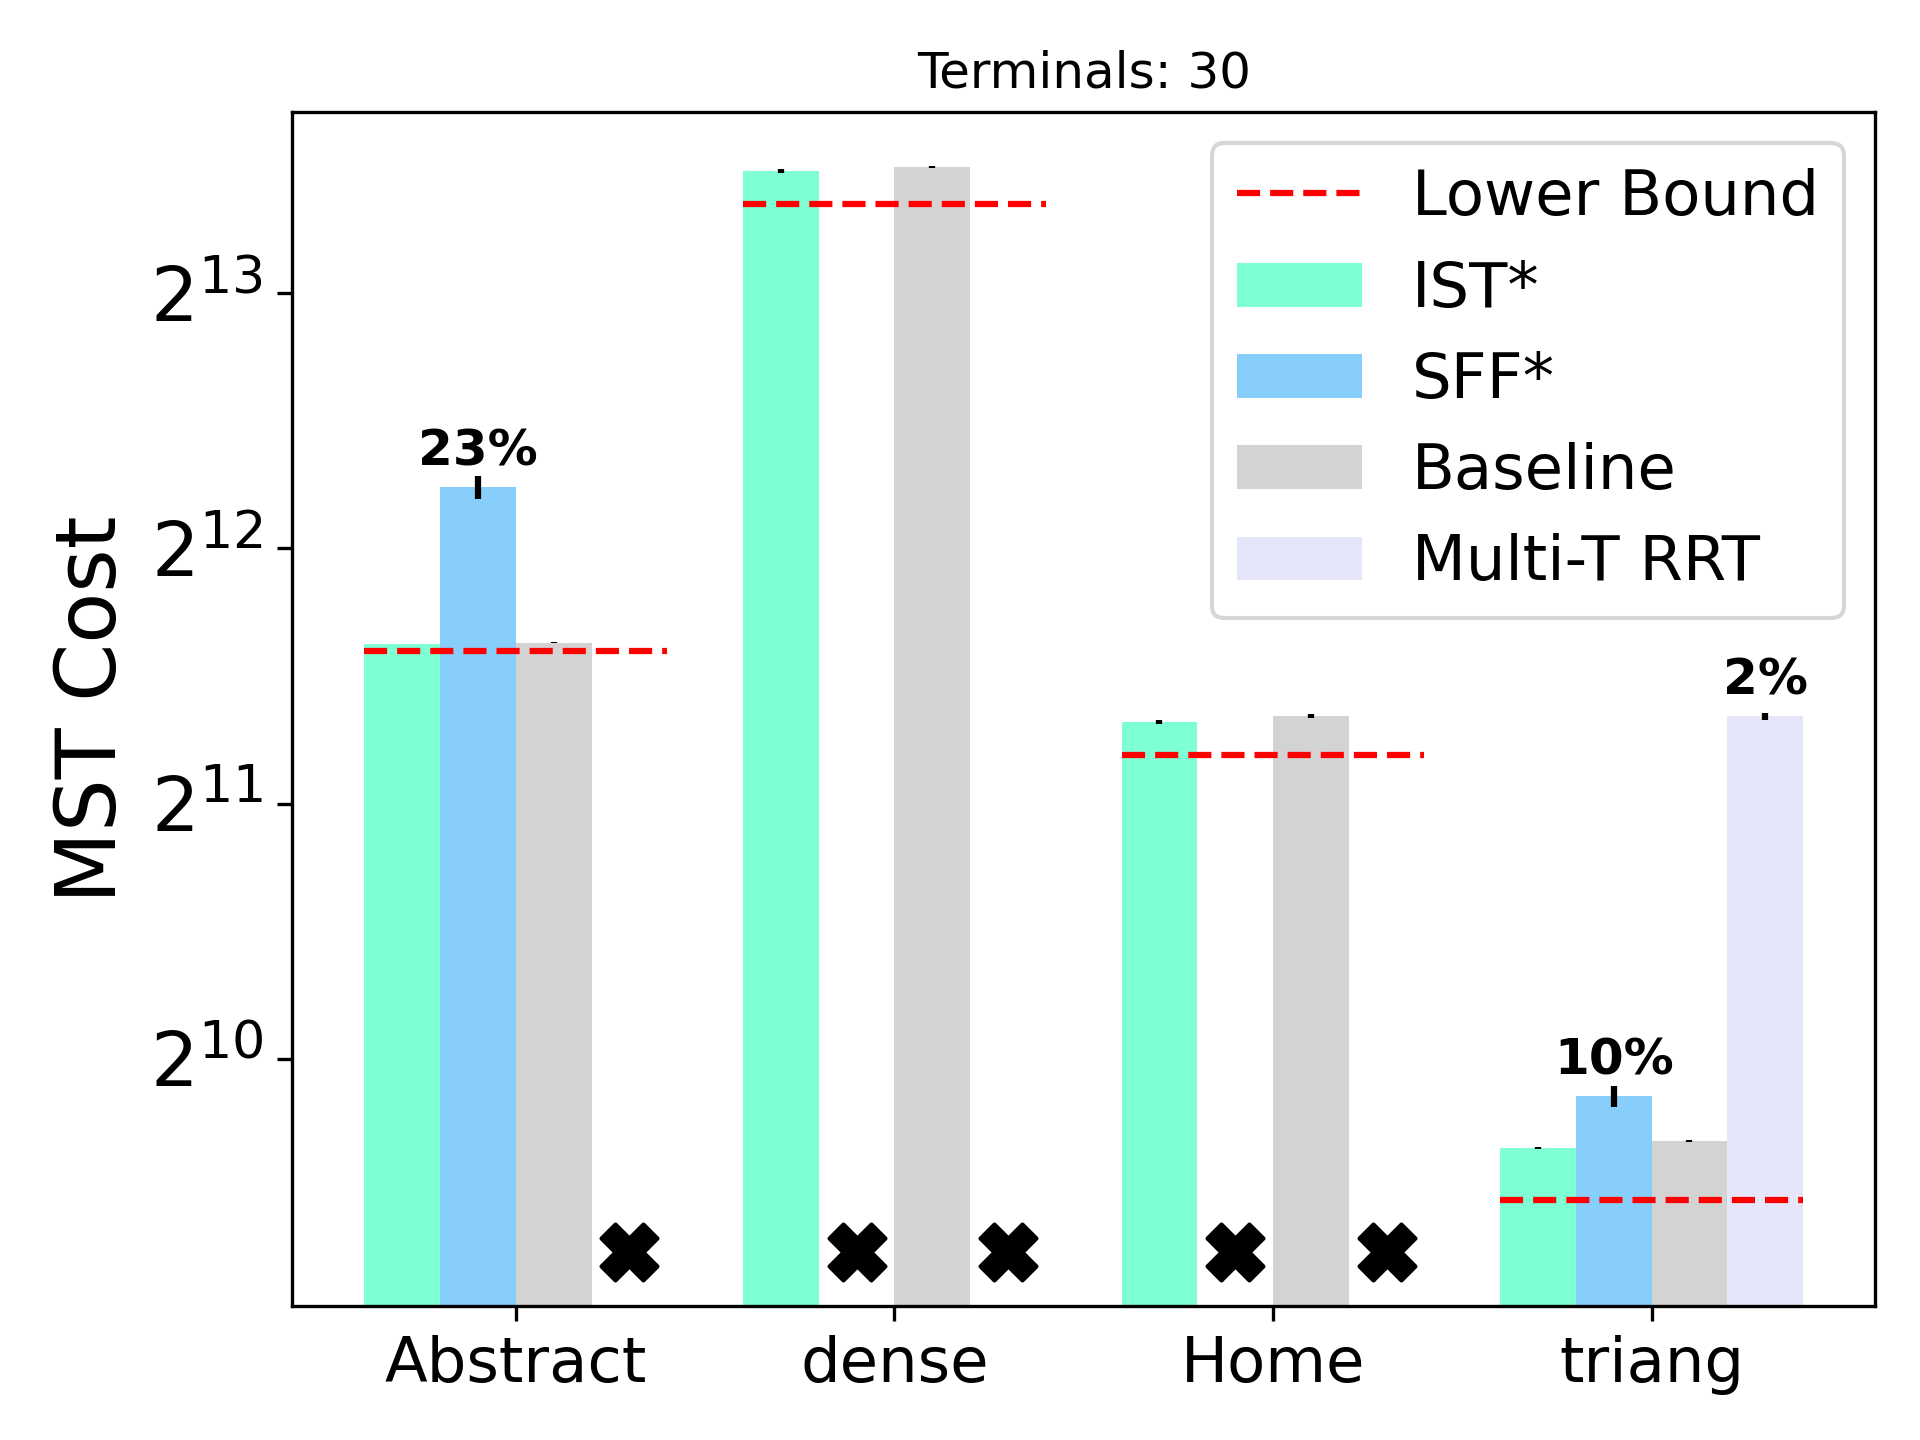 Terminals: 30
MST Cost
2^13
2^12
2^11
2^10
Lower Bound
IST*
SFF*
Baseline
Multi-T RRT
23%
2%
10%
Abstract
dense
Home
triang